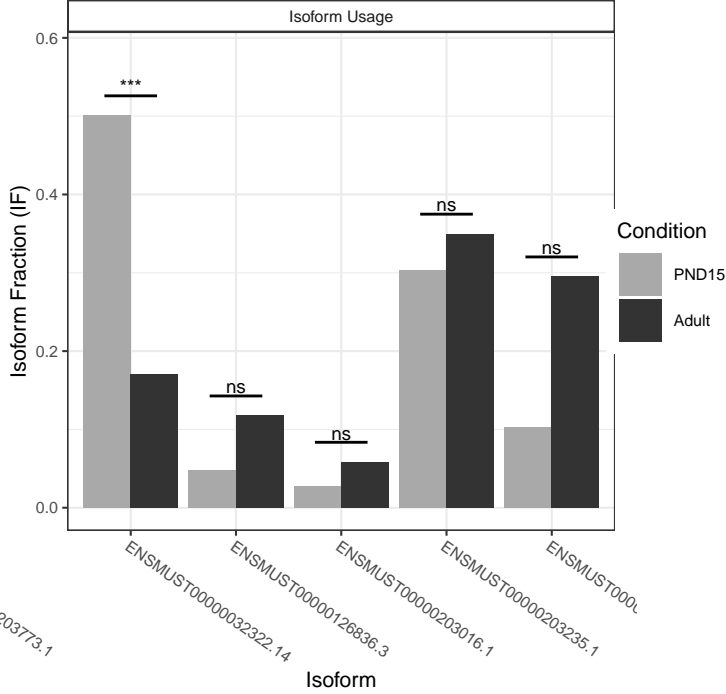 Isoform Usage
0.6
***
0.4
ns
ns
Isoform Fraction (IF)
Condition
PND15
Adult
0.2
ns
ns
0.0
ENSMUST00000032322.14
ENSMUST00000126836.3
ENSMUST00000203016.1
ENSMUST00000203235.1
203773.1
Isoform